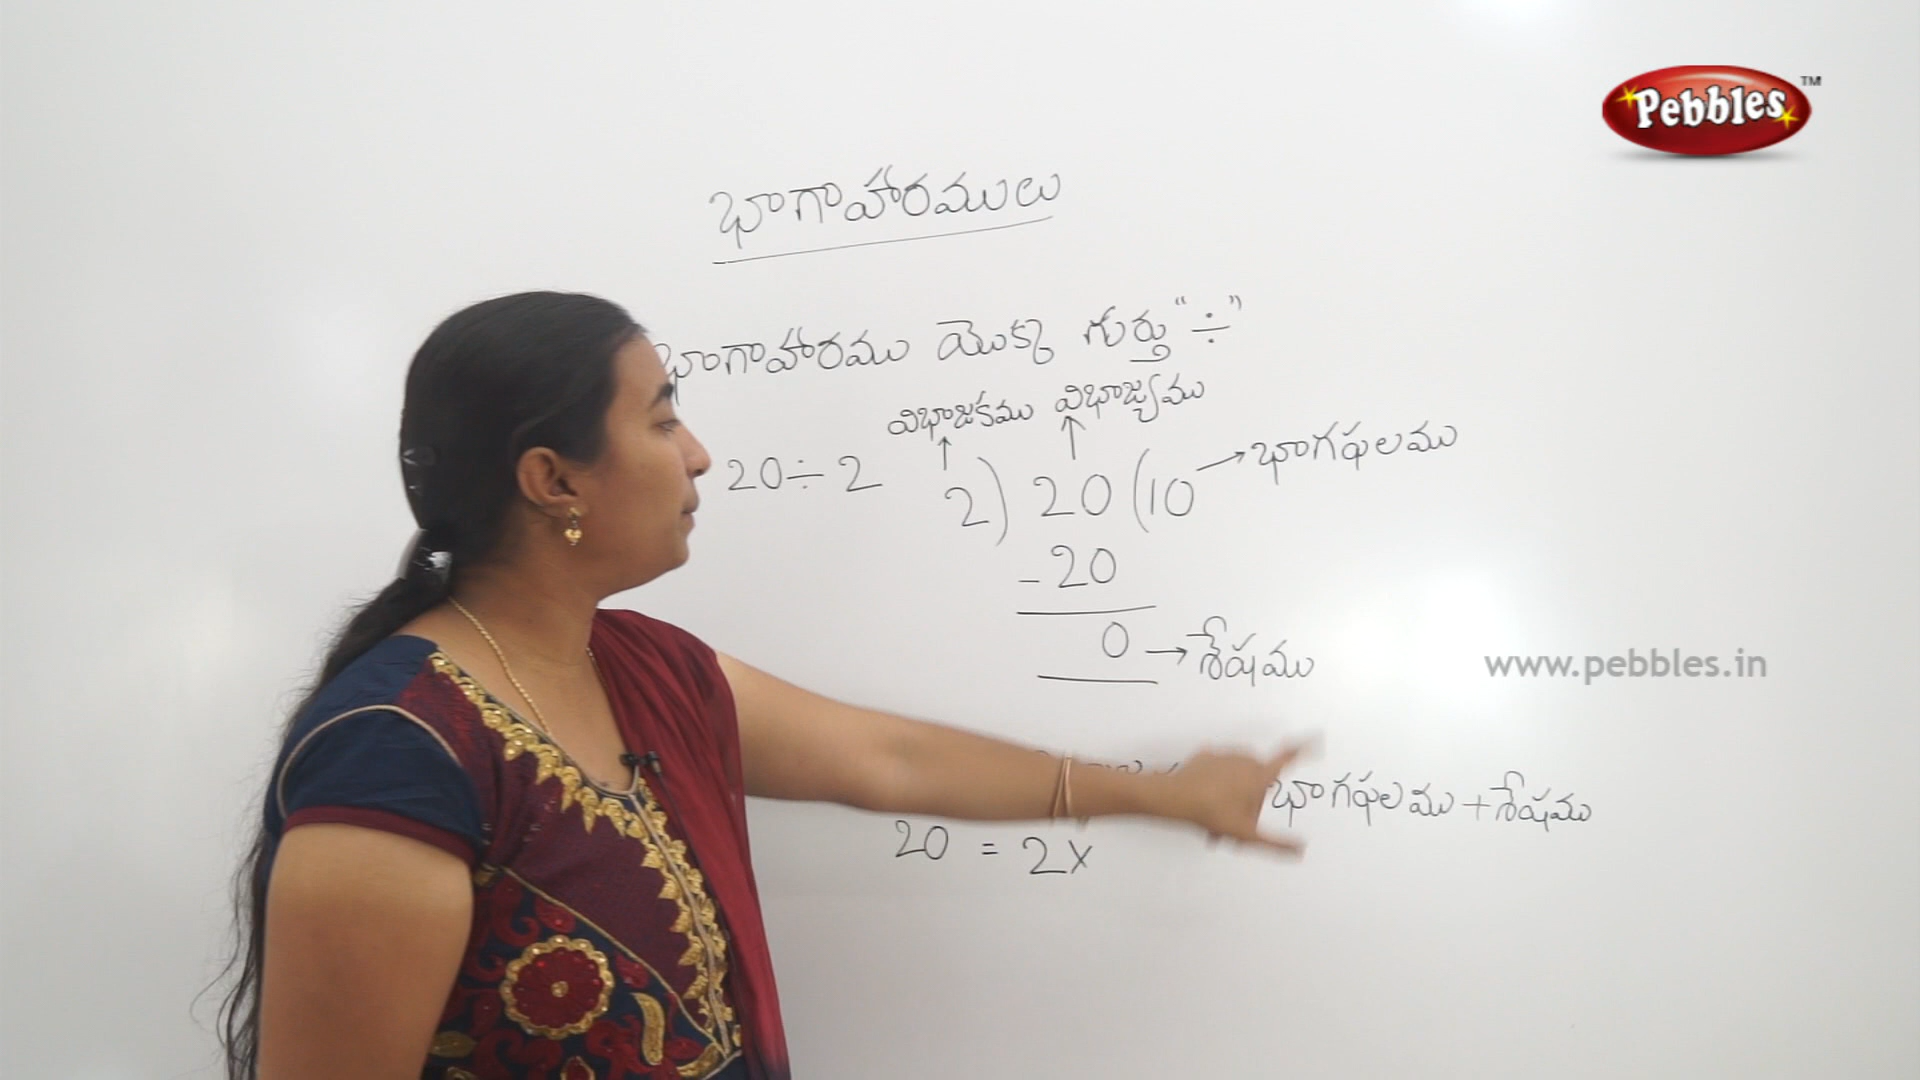 Pebbles TM
భాగాహారములు
భాగాహారము యొక్క గుర్తు "÷"
విభాజకము విభాజ్యము
20÷2 2) 20 (10 → భాగఫలము
- 20
0 → శేషము
www.pebbles.in
భాగఫలము + శేషము
20 = 2x